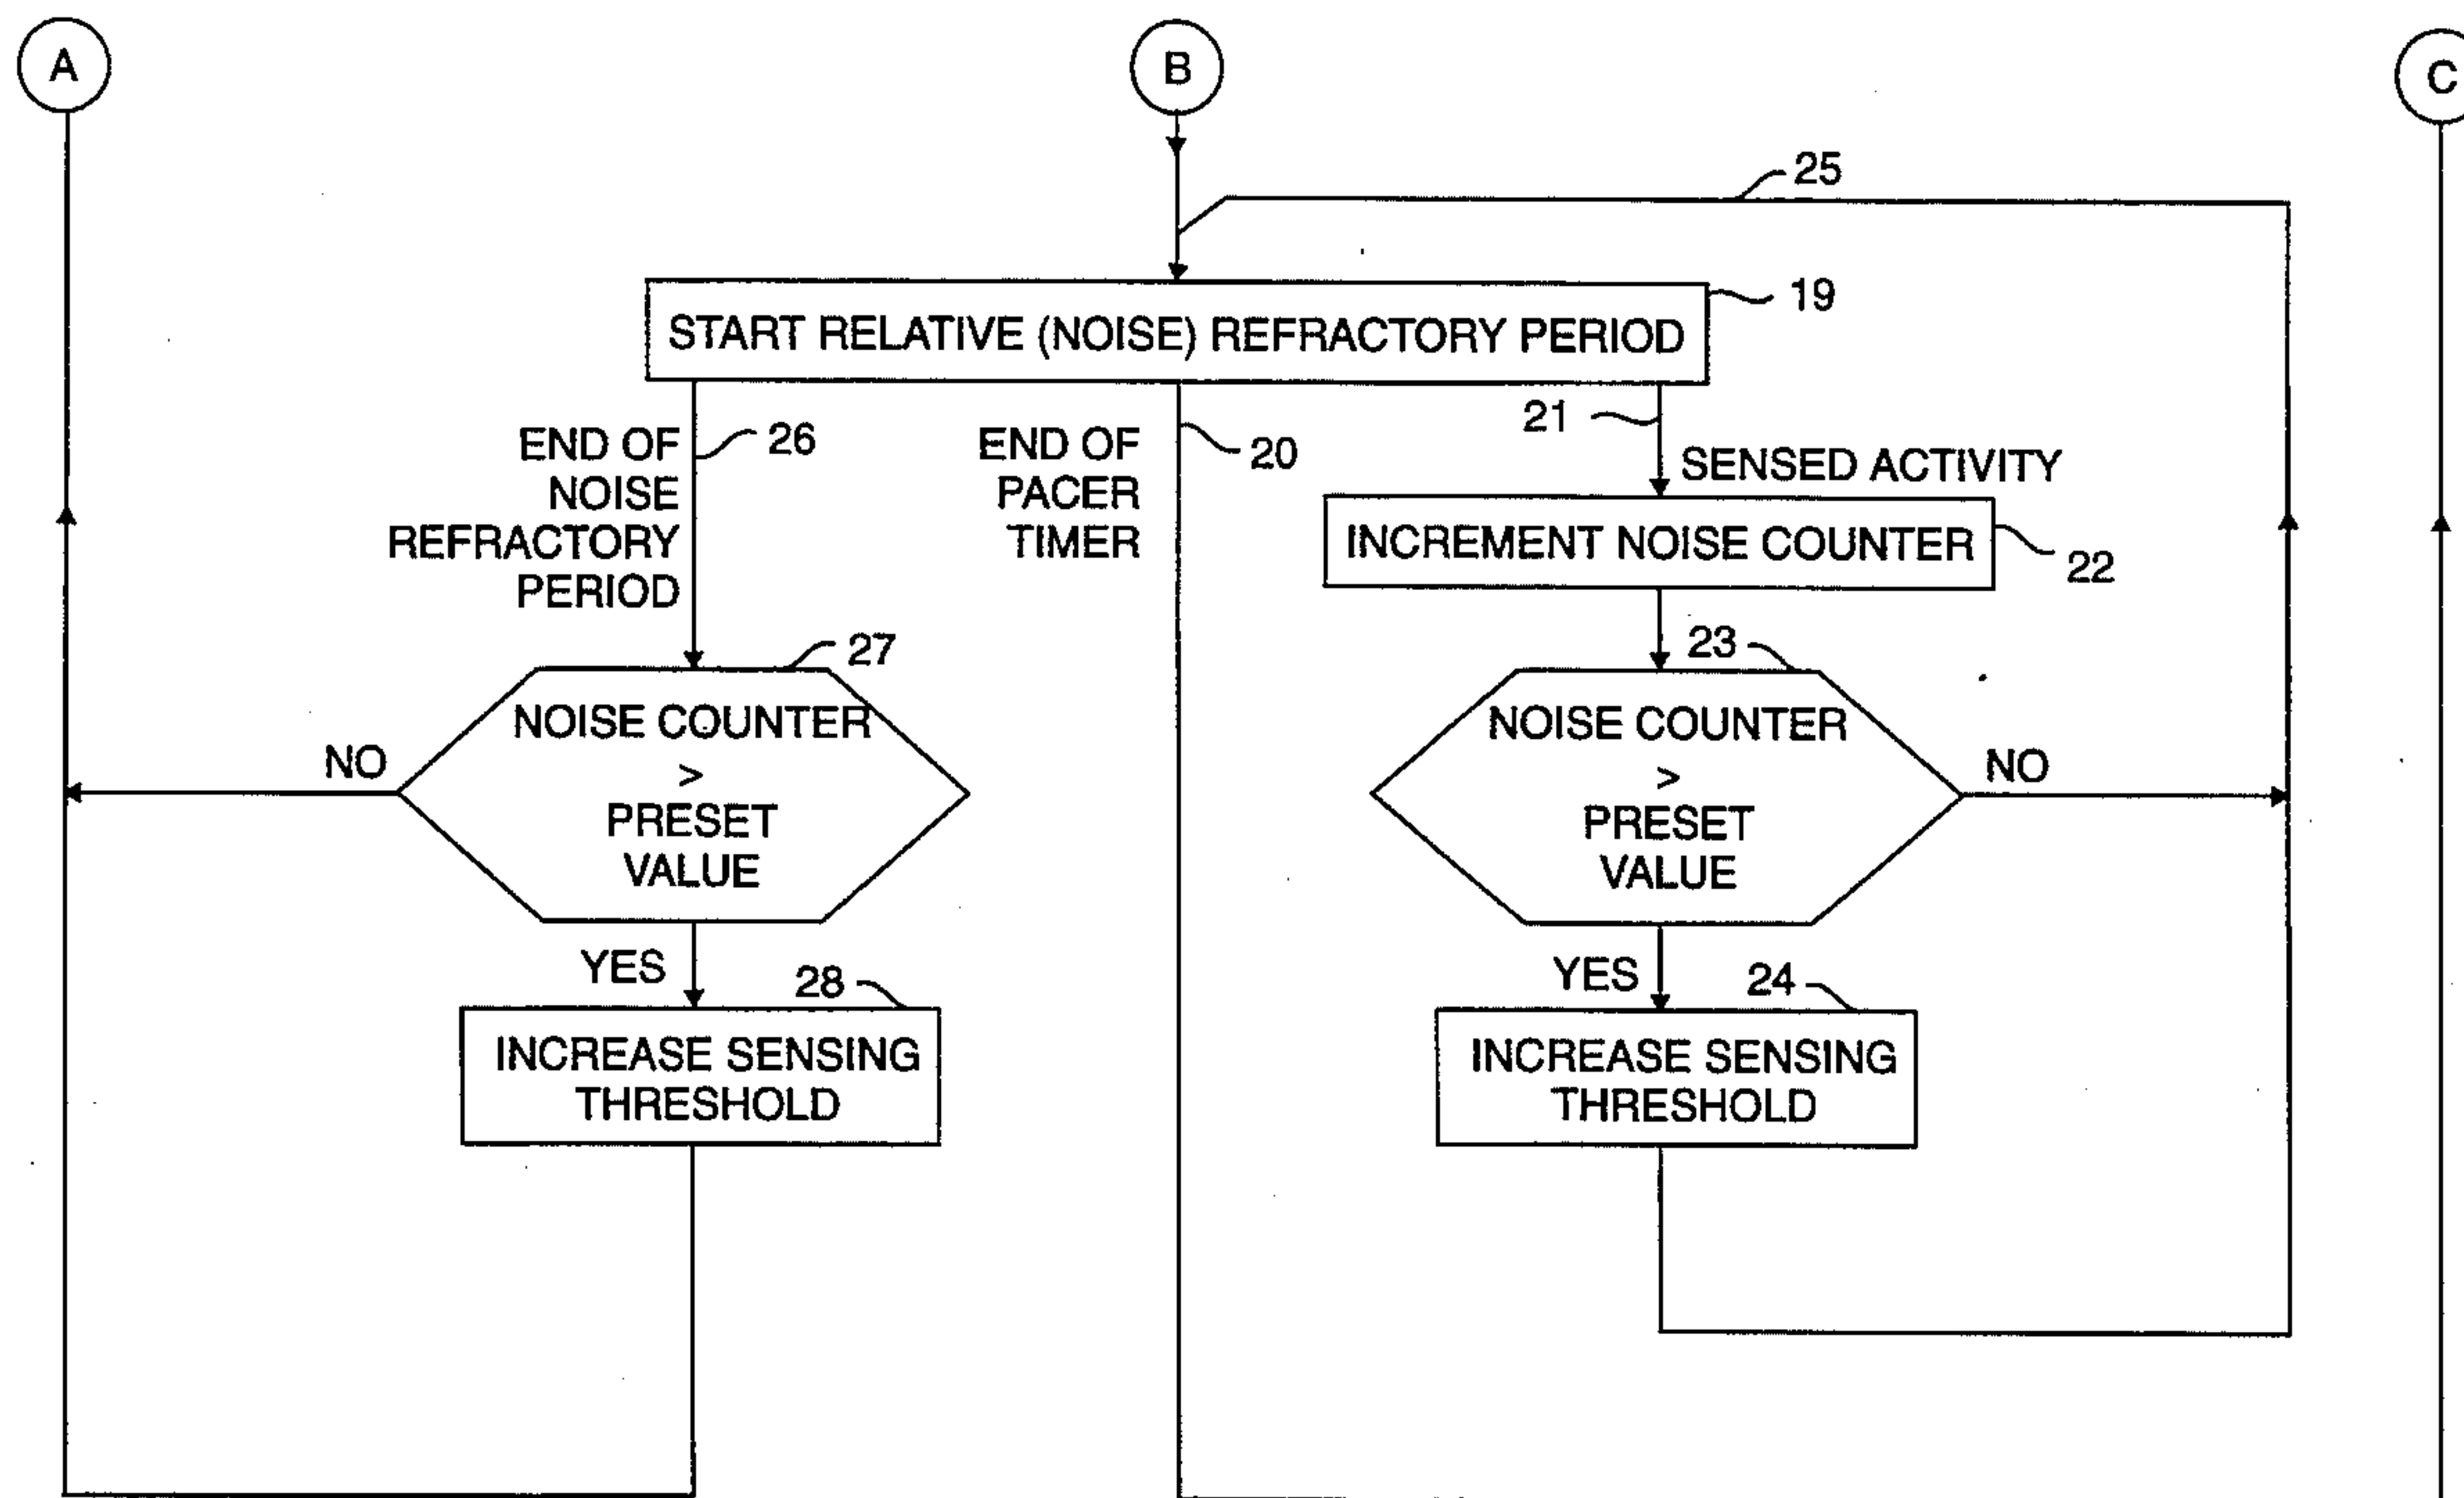 A
B
C
25
START RELATIVE (NOISE) REFRACTORY PERIOD
19
END OF
NOISE
REFRACTORY
PERIOD
26
END OF
PACER
TIMER
20
21
SENSED ACTIVITY
INCREMENT NOISE COUNTER
22
27
NOISE COUNTER
>
PRESET
VALUE
NO
YES
28
INCREASE SENSING
THRESHOLD
23
NOISE COUNTER
>
PRESET
VALUE
NO
YES
24
INCREASE SENSING
THRESHOLD